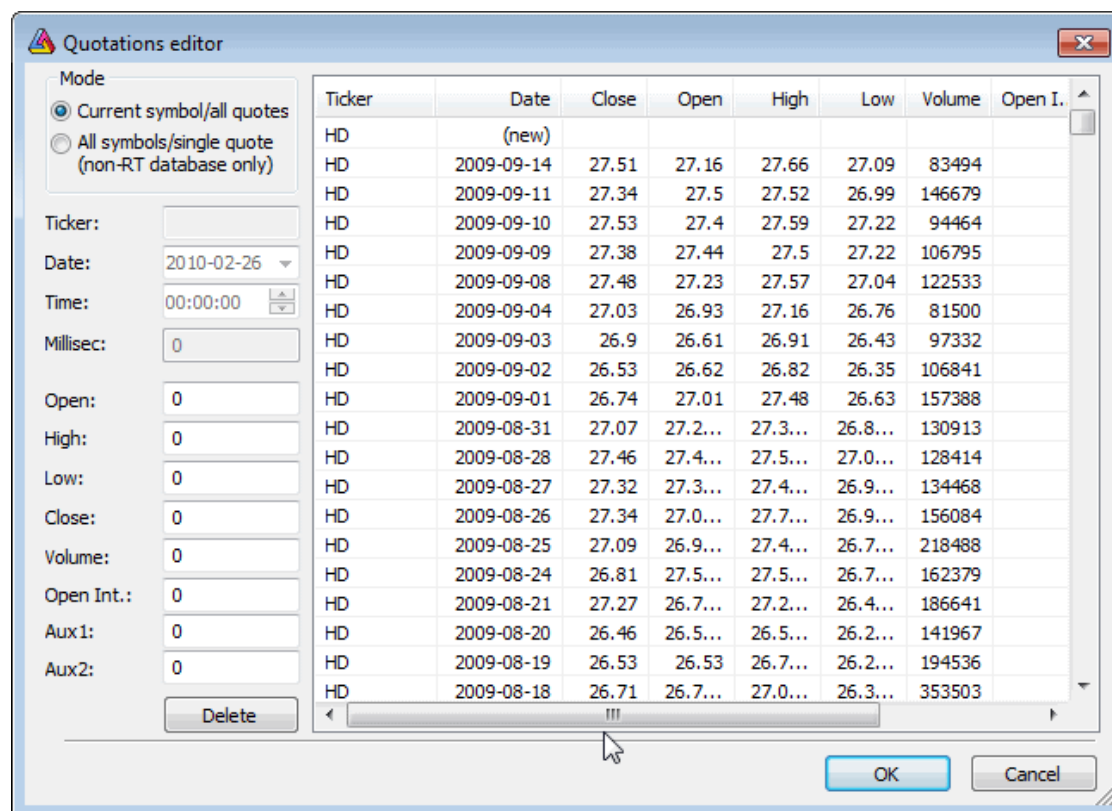 Quotations editor
Mode
Current symbol/all quotes
All symbols/single quote
(non-RT database only)
Ticker:
Date: 2010-02-26
Time: 00:00:00
Millisec: 0
Open: 0
High: 0
Low: 0
Close: 0
Volume: 0
Open Int.: 0
Aux1: 0
Aux2: 0
Delete
Ticker Date Close Open High Low Volume Open I..
HD (new)
HD 2009-09-14 27.51 27.16 27.66 27.09 83494
HD 2009-09-11 27.34 27.5 27.52 26.99 146679
HD 2009-09-10 27.53 27.4 27.59 27.22 94464
HD 2009-09-09 27.38 27.44 27.5 27.22 106795
HD 2009-09-08 27.48 27.23 27.57 27.04 122533
HD 2009-09-04 27.03 26.93 27.16 26.76 81500
HD 2009-09-03 26.9 26.61 26.91 26.43 97332
HD 2009-09-02 26.53 26.62 26.82 26.35 106841
HD 2009-09-01 26.74 27.01 27.48 26.63 157388
HD 2009-08-31 27.07 27.2... 27.3... 26.8... 130913
HD 2009-08-28 27.46 27.4... 27.5... 27.0... 128414
HD 2009-08-27 27.32 27.3... 27.4... 26.9... 134468
HD 2009-08-26 27.34 27.0... 27.7... 26.9... 156084
HD 2009-08-25 27.09 26.9... 27.4... 26.7... 218488
HD 2009-08-24 26.81 27.5... 27.5... 26.7... 162379
HD 2009-08-21 27.27 26.7... 27.2... 26.4... 186641
HD 2009-08-20 26.46 26.5... 26.5... 26.2... 141967
HD 2009-08-19 26.53 26.53 26.7... 26.2... 194536
HD 2009-08-18 26.71 26.7... 27.0... 26.3... 353503
OK Cancel